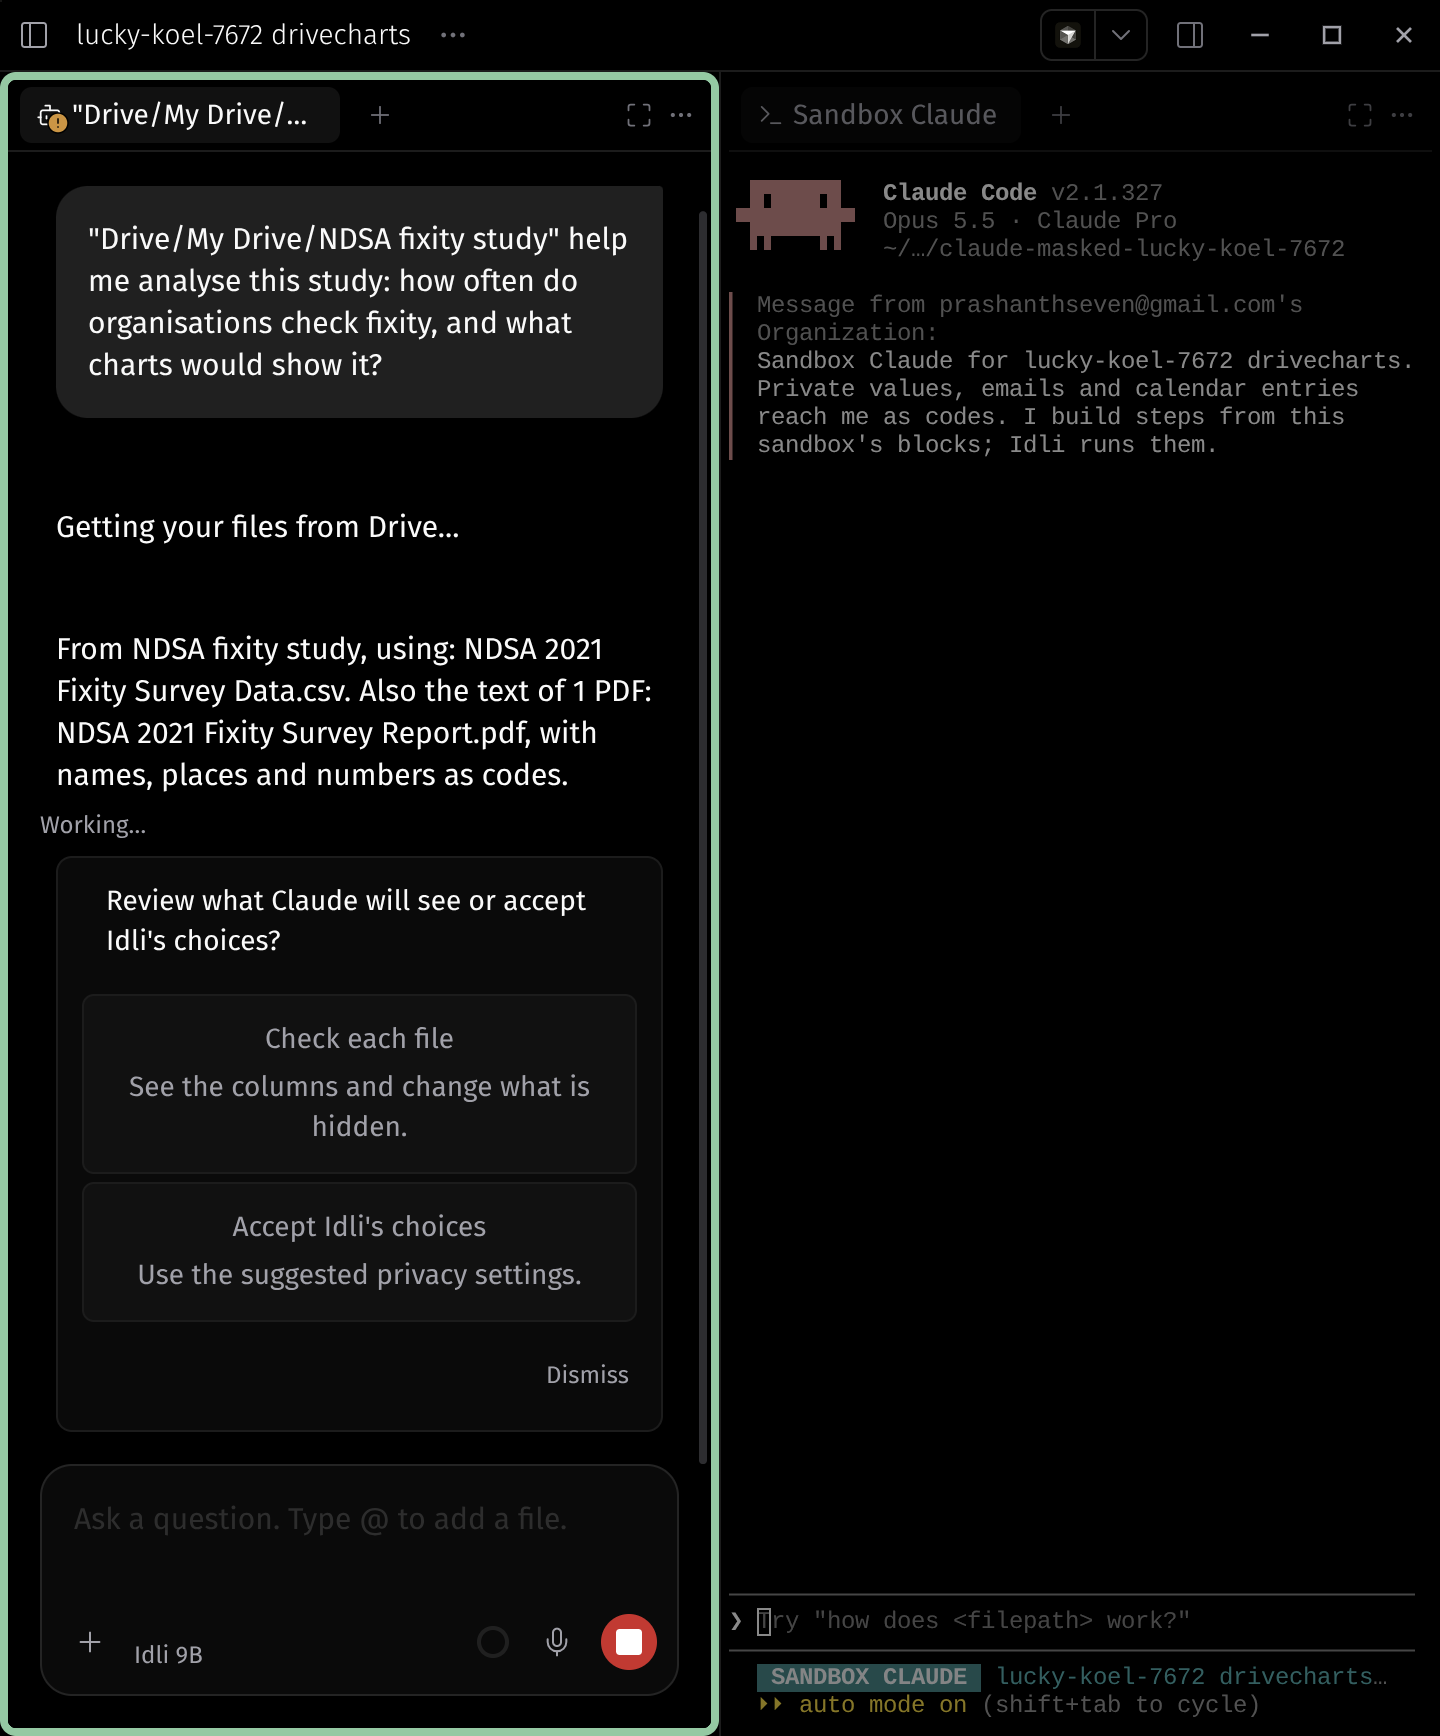 lucky-koel-7672 drivecharts
"Drive/My Drive/...
"Drive/My Drive/NDSA fixity study" help
me analyse this study: how often do
organisations check fixity, and what
charts would show it?
Getting your files from Drive...
From NDSA fixity study, using: NDSA 2021
Fixity Survey Data.csv. Also the text of 1 PDF:
NDSA 2021 Fixity Survey Report.pdf, with
names, places and numbers as codes.
Working...
Review what Claude will see or accept
Idli's choices?
Check each file
See the columns and change what is
hidden.
Accept Idli's choices
Use the suggested privacy settings.
Dismiss
Ask a question. Type @ to add a file.
Idli 9B
Sandbox Claude
Claude Code v2.1.327
Opus 5.5 · Claude Pro
~/…/claude-masked-lucky-koel-7672
Message from prashanthseven@gmail.com's
Organization:
Sandbox Claude for lucky-koel-7672 drivecharts.
Private values, emails and calendar entries
reach me as codes. I build steps from this
sandbox's blocks; Idli runs them.
❯ Try "how does <filepath> work?"
SANDBOX CLAUDE lucky-koel-7672 drivecharts…
⏵⏵ auto mode on (shift+tab to cycle)